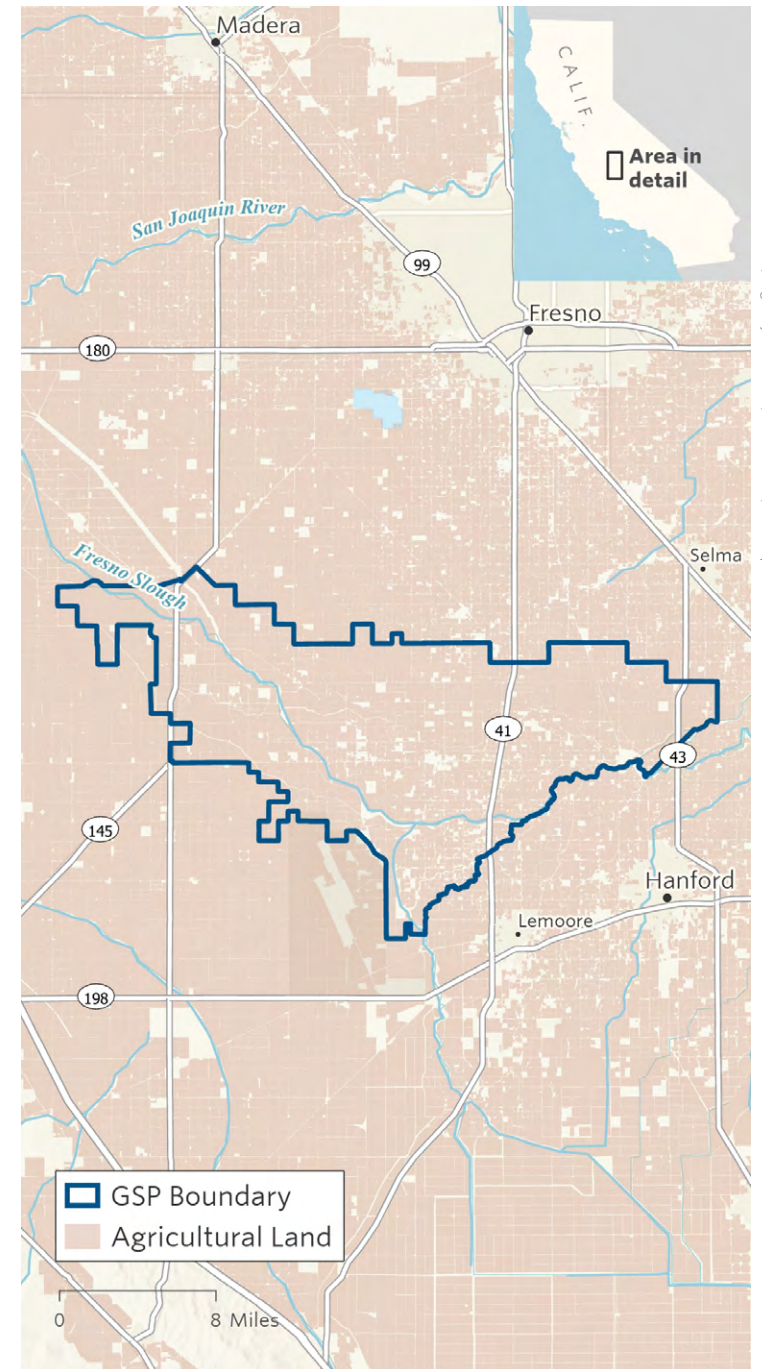 Madera
CALIF.
Area in
detail
San Joaquin River
99
Fresno
180
Selma
Fresno Slough
41
43
145
Hanford
Lemoore
198
GSP Boundary
Agricultural Land
0
8 Miles